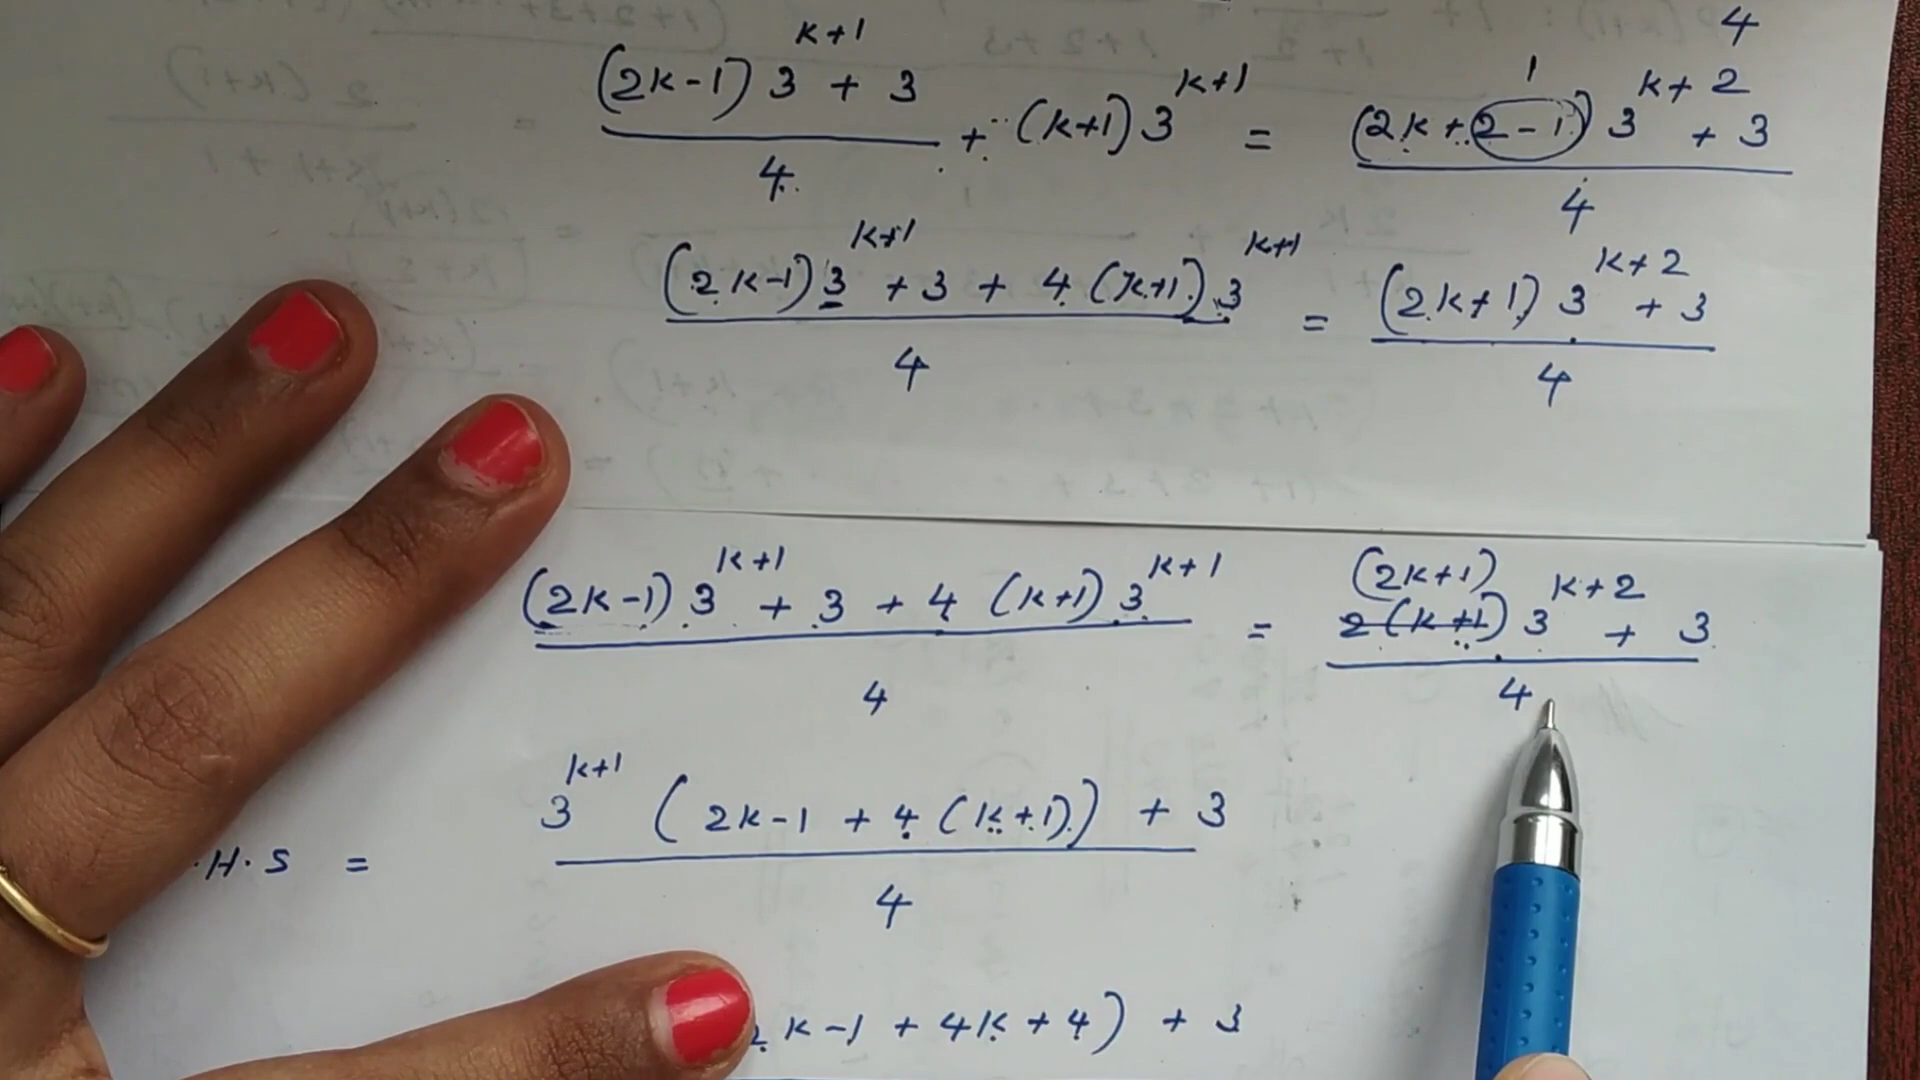 4
(2k-1) 3^{k+1} + 3 / 4 + (k+1) 3^{k+1} = (2k+2-1) 3^{k+2} + 3 / 4
1
(2k-1) 3^{k+1} + 3 + 4 (k+1) 3^{k+1} / 4 = (2k+1) 3^{k+2} + 3 / 4
(2k-1) 3^{k+1} + 3 + 4 (k+1) 3^{k+1} / 4 = (2k+1) 2(k+1) 3^{k+2} + 3 / 4
.H.S = 3^{k+1} (2k-1 + 4 (k+1)) + 3 / 4
2k-1 + 4k + 4) + 3